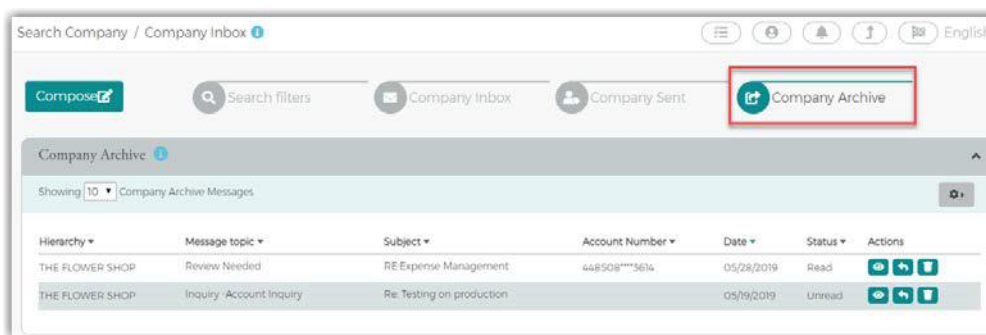 Search Company / Company Inbox
English
Compose
Search filters
Company Inbox
Company Sent
Company Archive
Company Archive
Showing 10 Company Archive Messages
Hierarchy Message topic Subject Account Number Date Status Actions
THE FLOWER SHOP Review Needed RE:Expense Management 448508****3614 05/28/2019 Read
THE FLOWER SHOP Inquiry -Account Inquiry Re: Testing on production 05/19/2019 Unread